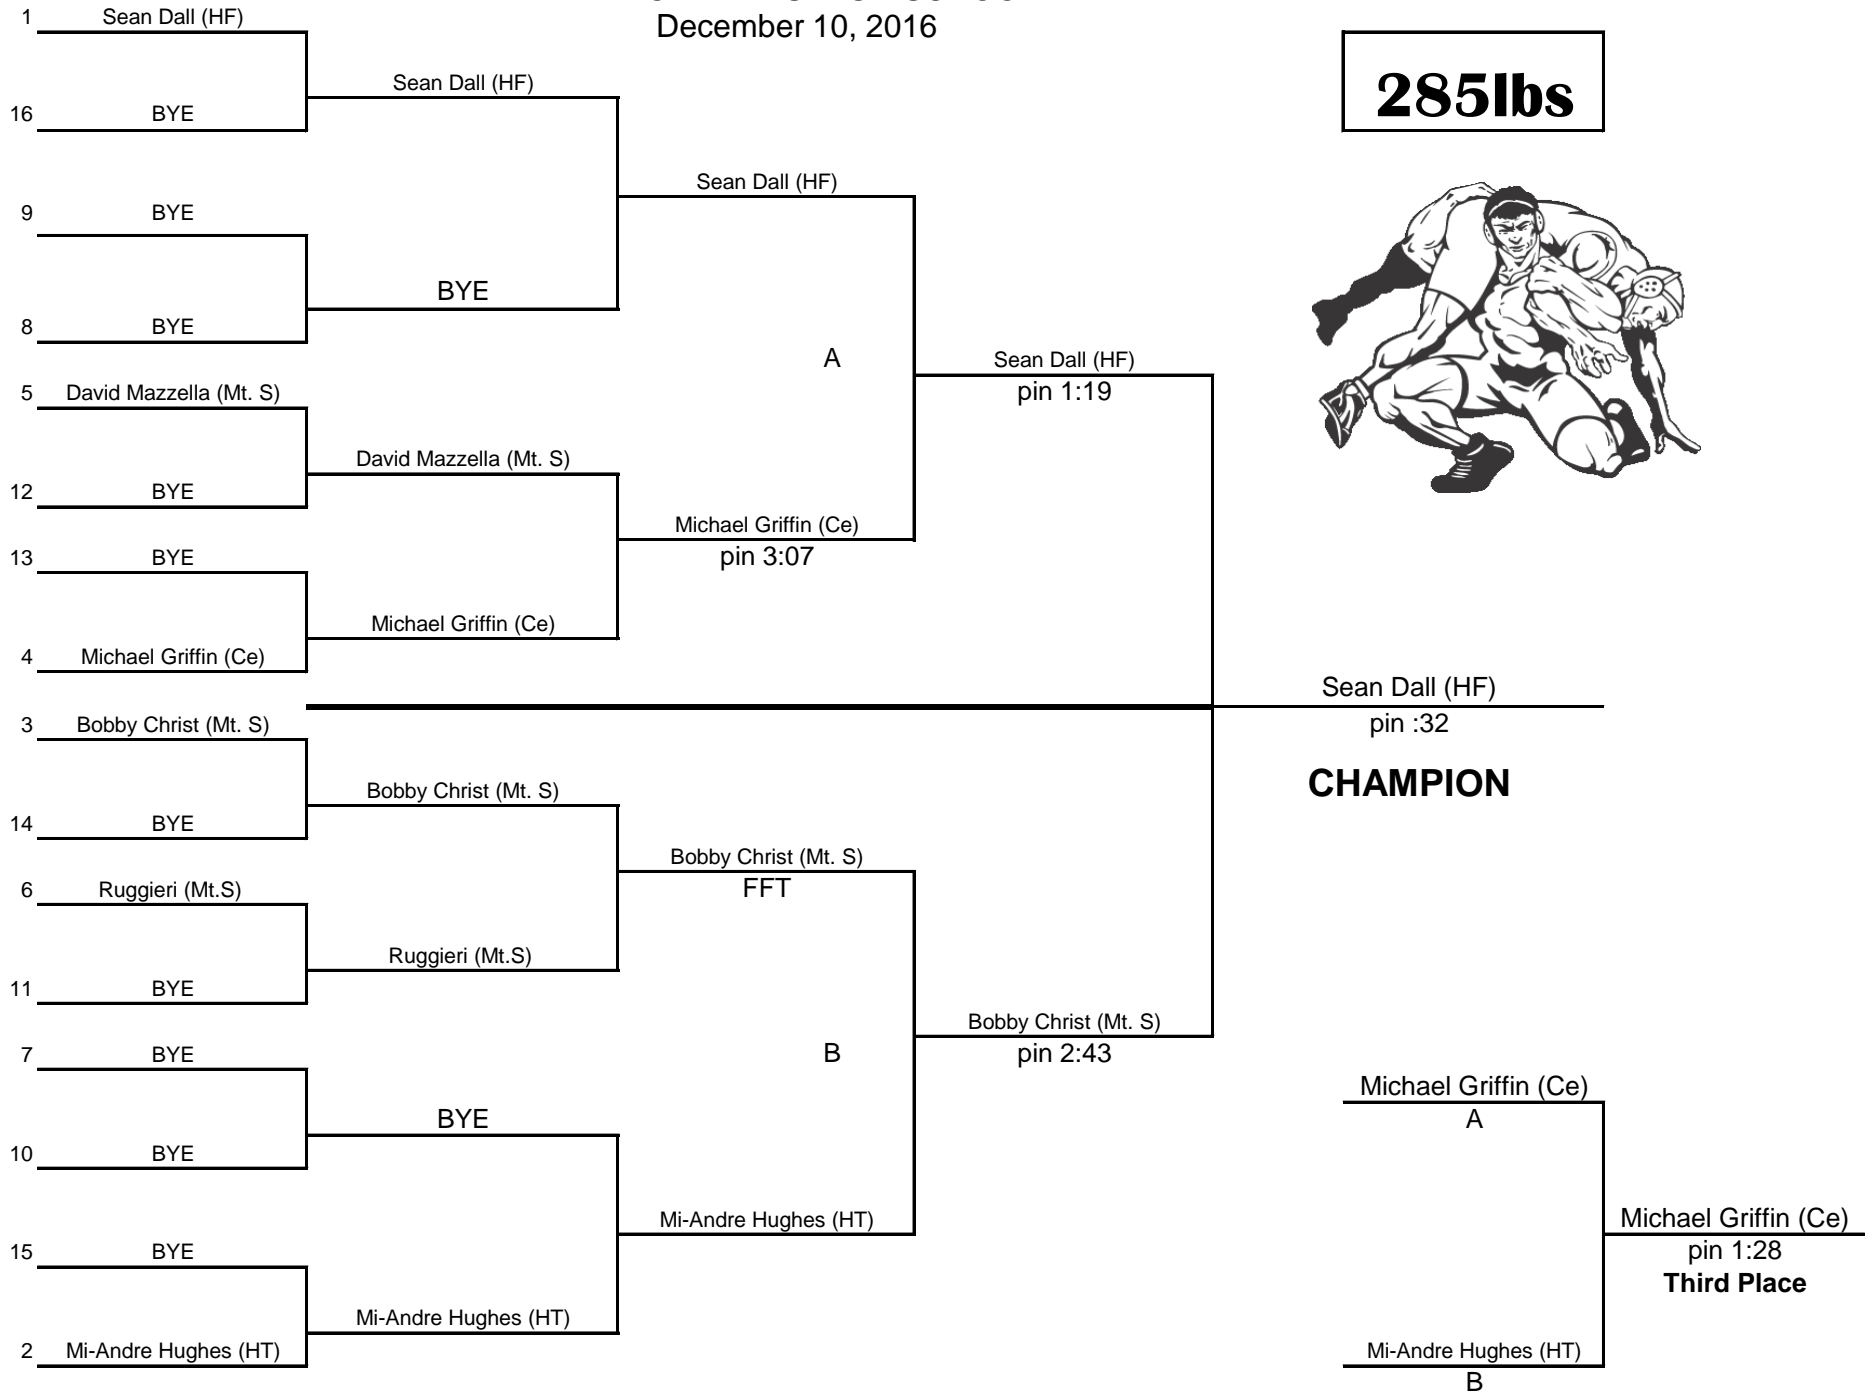 December 10, 2016
285lbs
1 Sean Dall (HF)
16 BYE
9 BYE
8 BYE
5 David Mazzella (Mt. S)
12 BYE
13 BYE
4 Michael Griffin (Ce)
3 Bobby Christ (Mt. S)
14 BYE
6 Ruggieri (Mt.S)
11 BYE
7 BYE
10 BYE
15 BYE
2 Mi-Andre Hughes (HT)
Sean Dall (HF)
BYE
David Mazzella (Mt. S)
Michael Griffin (Ce)
Bobby Christ (Mt. S)
Ruggieri (Mt.S)
BYE
Mi-Andre Hughes (HT)
Sean Dall (HF)
A
Michael Griffin (Ce)
pin 3:07
Bobby Christ (Mt. S)
FFT
B
Mi-Andre Hughes (HT)
Sean Dall (HF)
pin 1:19
Bobby Christ (Mt. S)
pin 2:43
Sean Dall (HF)
pin :32
CHAMPION
Michael Griffin (Ce)
A
Mi-Andre Hughes (HT)
B
Michael Griffin (Ce)
pin 1:28
Third Place